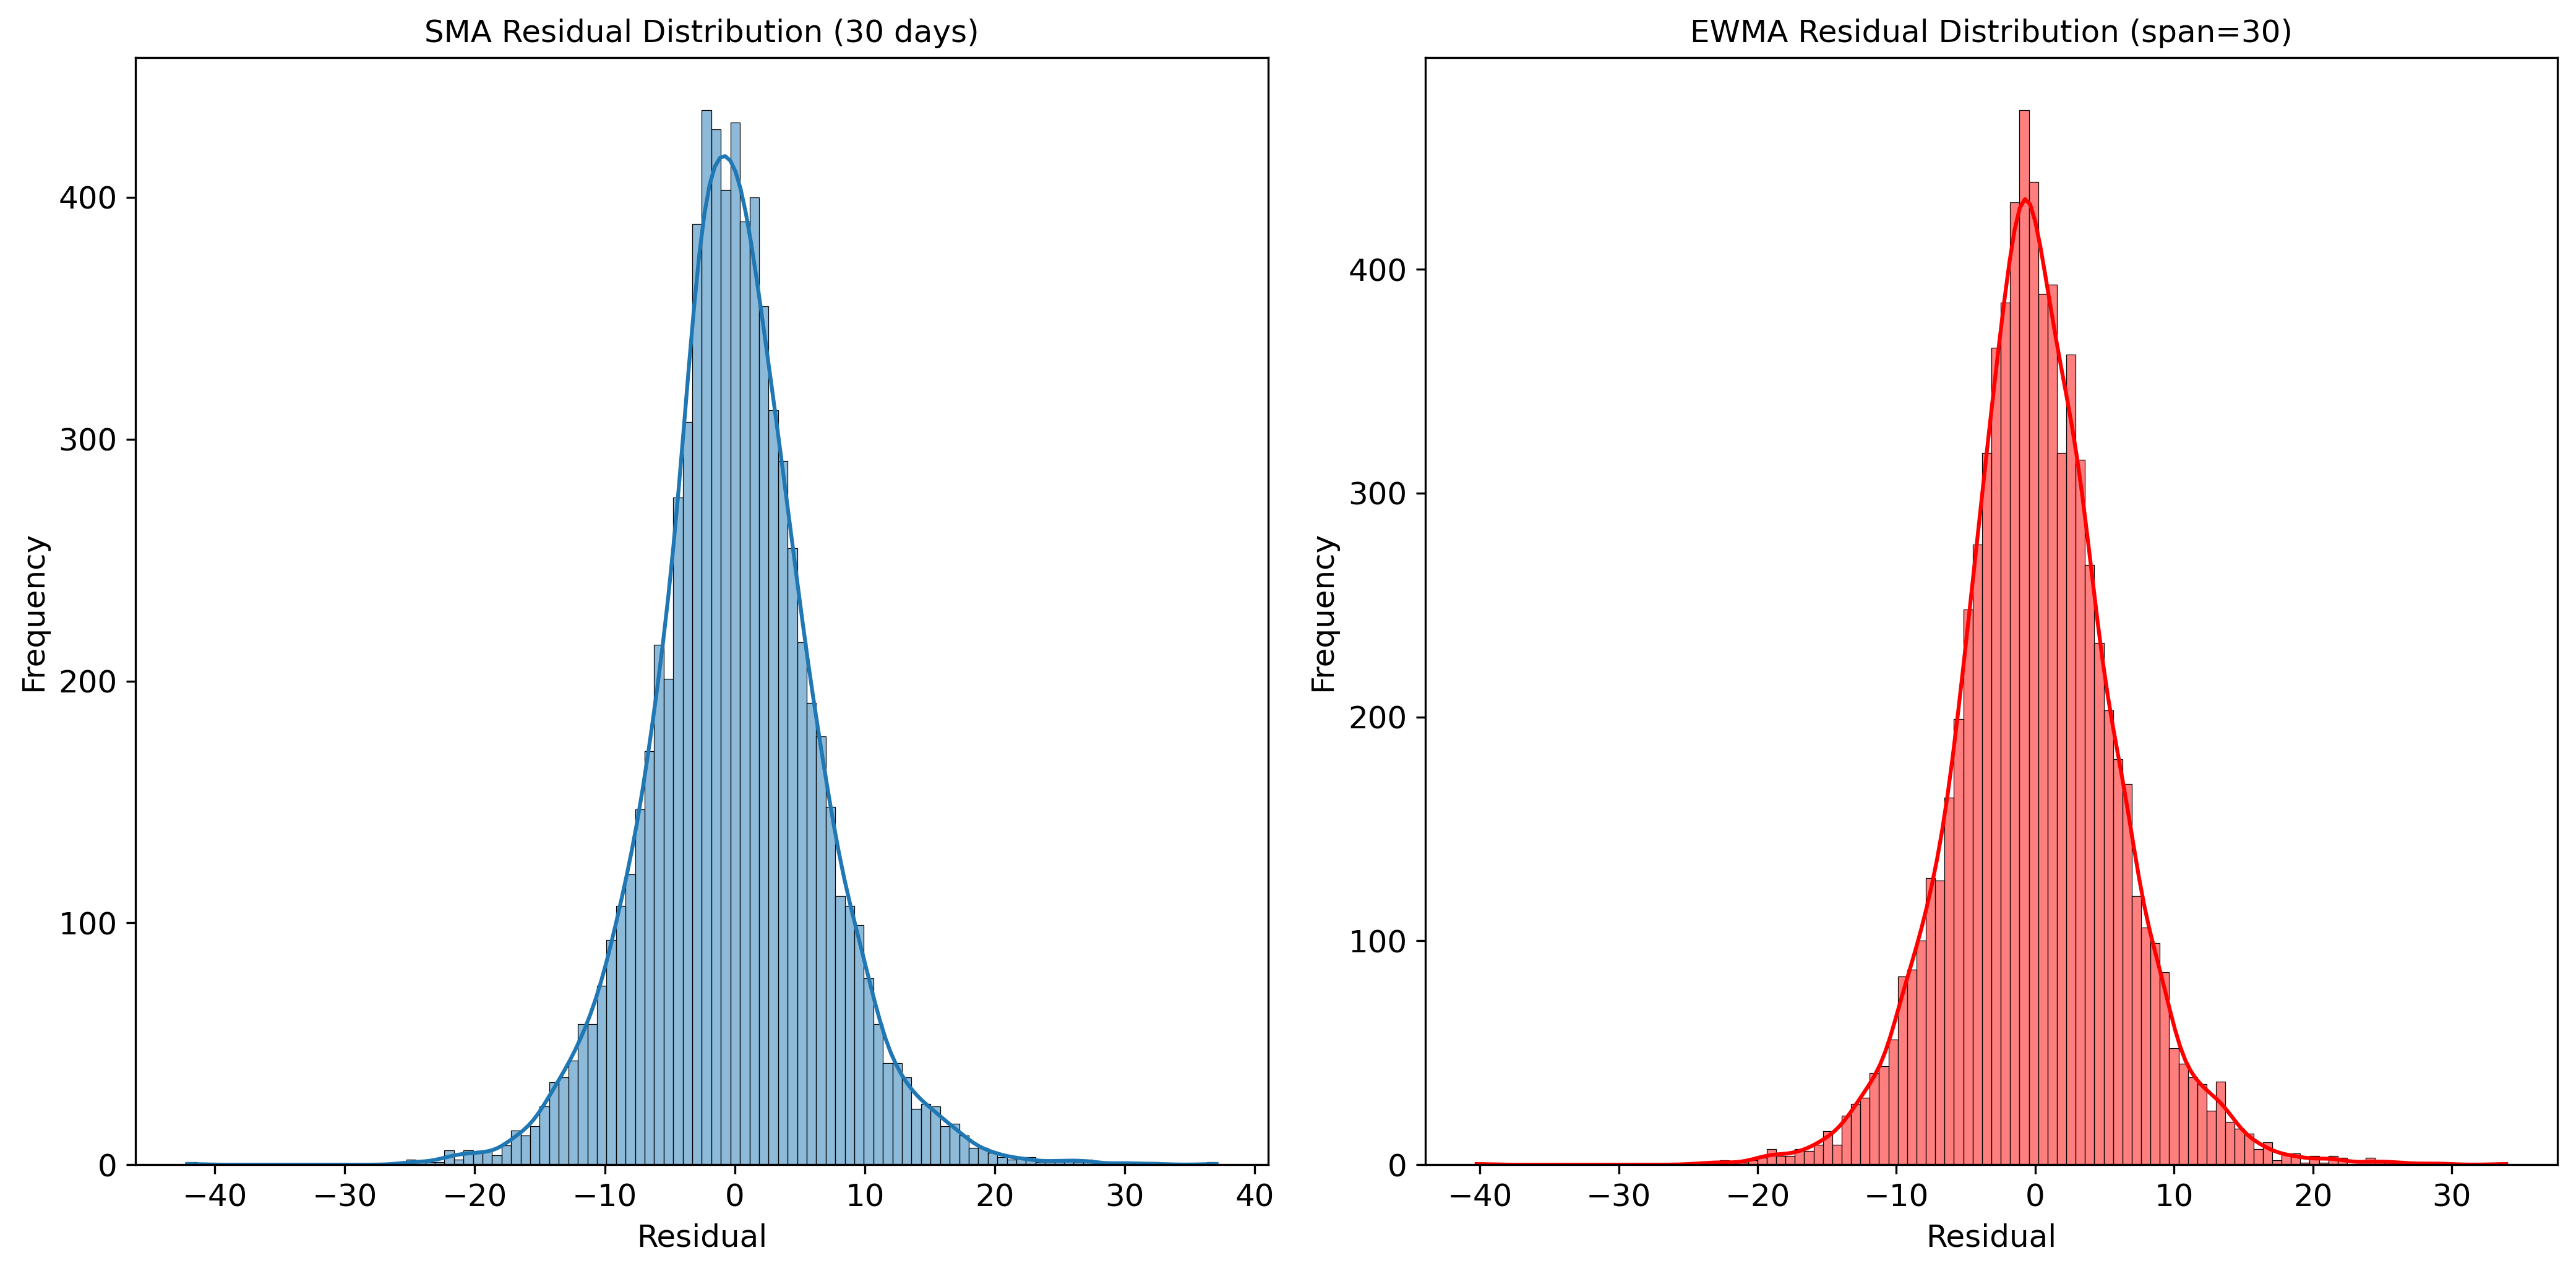 SMA Residual Distribution (30 days)
Frequency
400
300
200
100
0
−40 −30 −20 −10 0 10 20 30 40
Residual
EWMA Residual Distribution (span=30)
Frequency
400
300
200
100
0
−40 −30 −20 −10 0 10 20 30
Residual